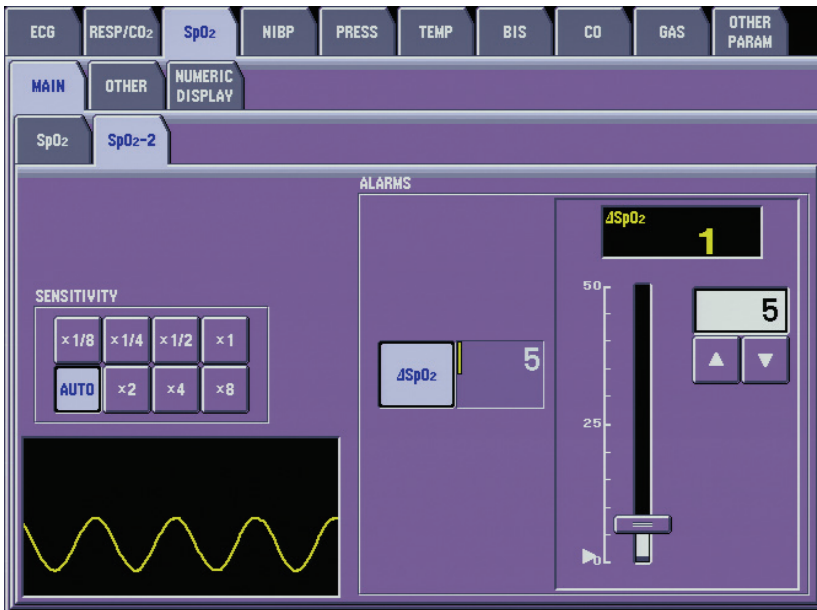 ECG RESP/CO₂ SpO₂ NIBP PRESS TEMP BIS CO GAS OTHER PARAM
MAIN OTHER NUMERIC DISPLAY
SpO₂ SpO₂-2
ALARMS
ΔSpO₂
1
SENSITIVITY
×1/8 ×1/4 ×1/2 ×1
AUTO ×2 ×4 ×8
ΔSpO₂ 5
50
25
0
5